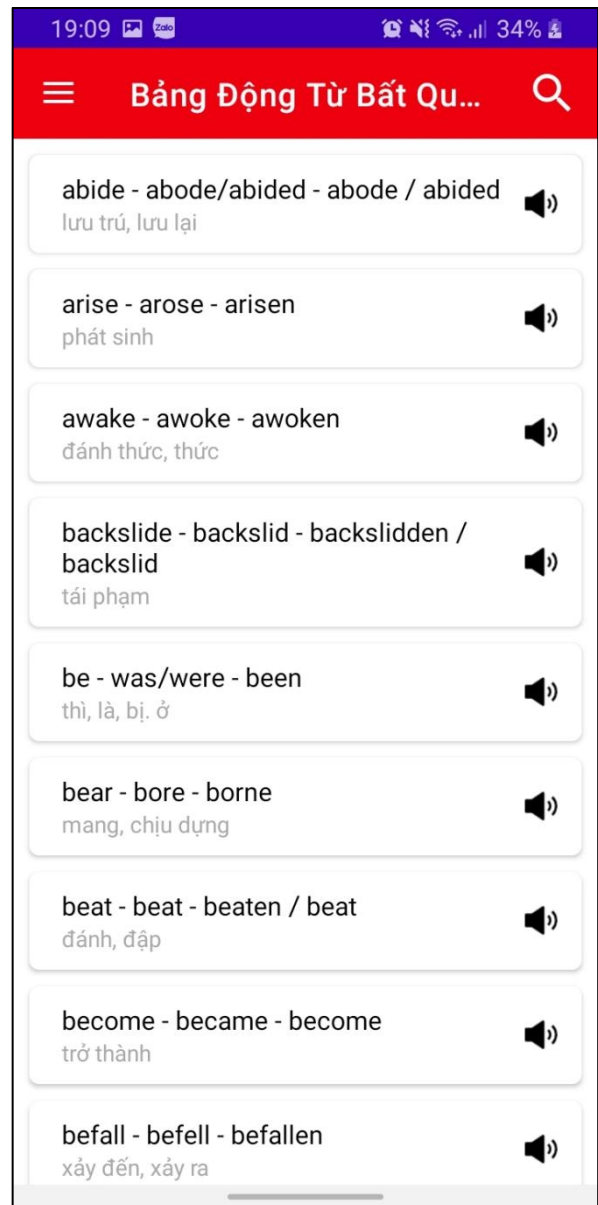 19:09 Zalo 34%
Bảng Động Từ Bất Qu...
abide - abode/abided - abode / abided
lưu trú, lưu lại
arise - arose - arisen
phát sinh
awake - awoke - awoken
đánh thức, thức
backslide - backslid - backslidden /
backslid
tái phạm
be - was/were - been
thì, là, bị. ở
bear - bore - borne
mang, chịu dựng
beat - beat - beaten / beat
đánh, đập
become - became - become
trở thành
befall - befell - befallen
xảy đến, xảy ra